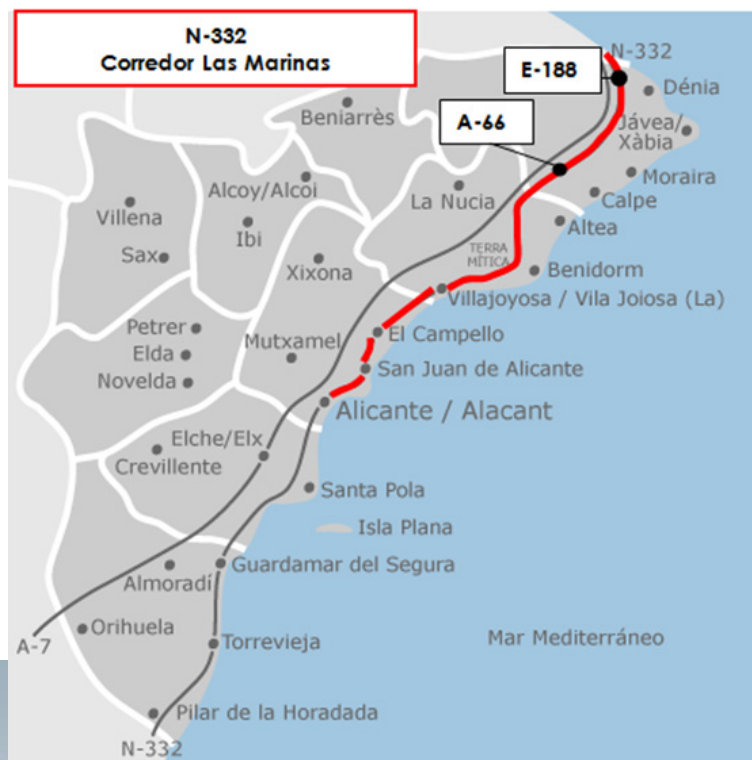 N-332
Corredor Las Marinas
N-332
E-188
Dénia
Beniarrès
A-66
Jávea/
Xàbia
Moraira
Alcoy/Alcoi
La Nucia
Calpe
Villena
Ibi
Altea
TERRA
MÍTICA
Sax
Xixona
Benidorm
Villajoyosa / Vila Joiosa (La)
Petrer
El Campello
Mutxamel
Elda
San Juan de Alicante
Novelda
Alicante / Alacant
Elche/Elx
Crevillente
Santa Pola
Isla Plana
Guardamar del Segura
Almoradí
Orihuela
Mar Mediterráneo
Torrevieja
A-7
Pilar de la Horadada
N-332